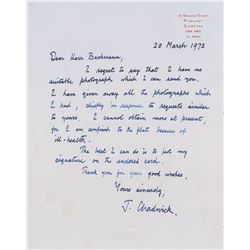 20 March 1973
Dear Herr Bachmann,
I regret to say that I have no
suitable photograph which I can send you.
I have given away all the photographs which
I had, chiefly in response to requests similar
to yours. I cannot obtain more at present,
for I am confined to the flat because of
ill-health.
The best I can do is to put my
signature on the enclosed card.
Thank you for your good wishes.
Yours sincerely,
J. Chadwick.